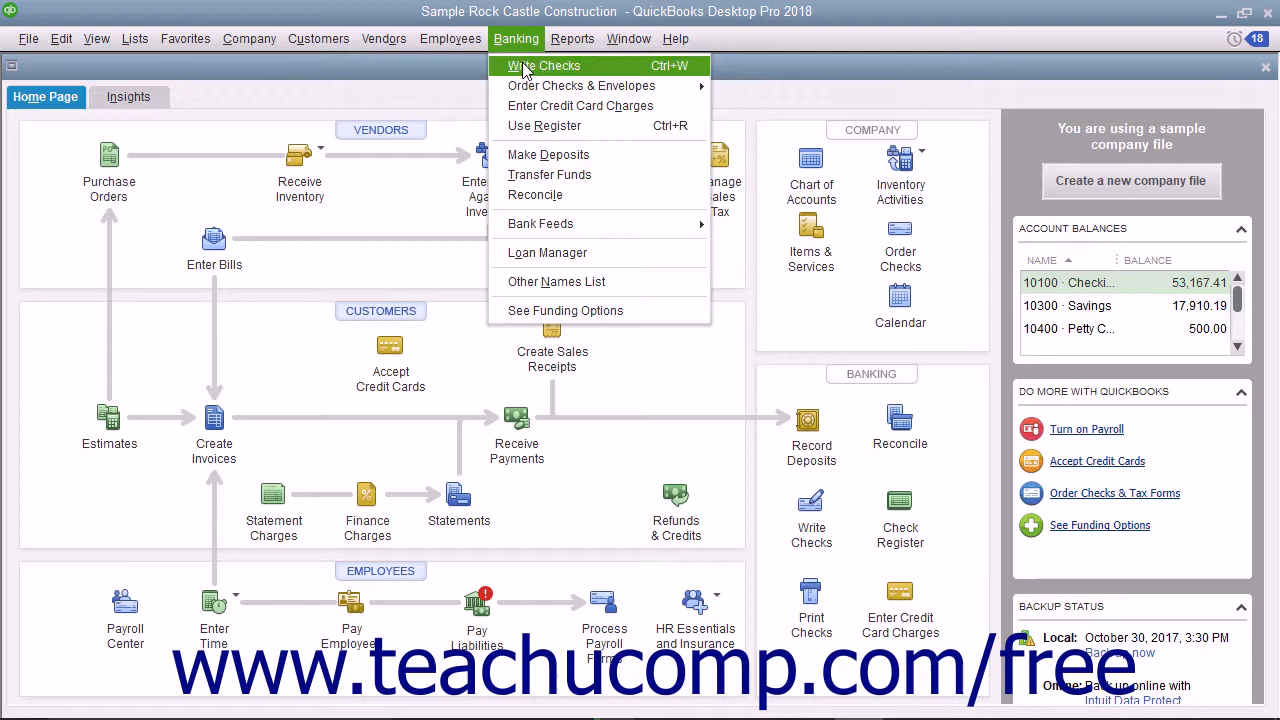 Sample Rock Castle Construction - QuickBooks Desktop Pro 2018
File Edit View Lists Favorites Company Customers Vendors Employees Banking Reports Window Help
18
Write Checks Ctrl+W
Order Checks & Envelopes
Enter Credit Card Charges
Use Register Ctrl+R
Make Deposits
Transfer Funds
Reconcile
Bank Feeds
Loan Manager
Other Names List
See Funding Options
Home Page Insights
VENDORS
Purchase
Orders
Receive
Inventory
Enter Bills
CUSTOMERS
Accept
Credit Cards
Create Sales
Receipts
Estimates
Create
Invoices
Receive
Payments
Statement
Charges
Finance
Charges
Statements
Refunds
& Credits
EMPLOYEES
Payroll
Center
Enter
Time
Pay
Employees
Pay
Liabilities
Process
Payroll
Forms
HR Essentials
and Insurance
COMPANY
Chart of
Accounts
Inventory
Activities
Items &
Services
Order
Checks
Calendar
BANKING
Record
Deposits
Reconcile
Write
Checks
Check
Register
Print
Checks
Enter Credit
Card Charges
You are using a sample
company file
Create a new company file
ACCOUNT BALANCES
NAME BALANCE
10100 · Checki... 53,167.41
10300 · Savings 17,910.19
10400 · Petty C... 500.00
DO MORE WITH QUICKBOOKS
Turn on Payroll
Accept Credit Cards
Order Checks & Tax Forms
See Funding Options
BACKUP STATUS
Local: October 30, 2017, 3:30 PM
Back up now
Online: Back up online with
Intuit Data Protect
www.teachucomp.com/free